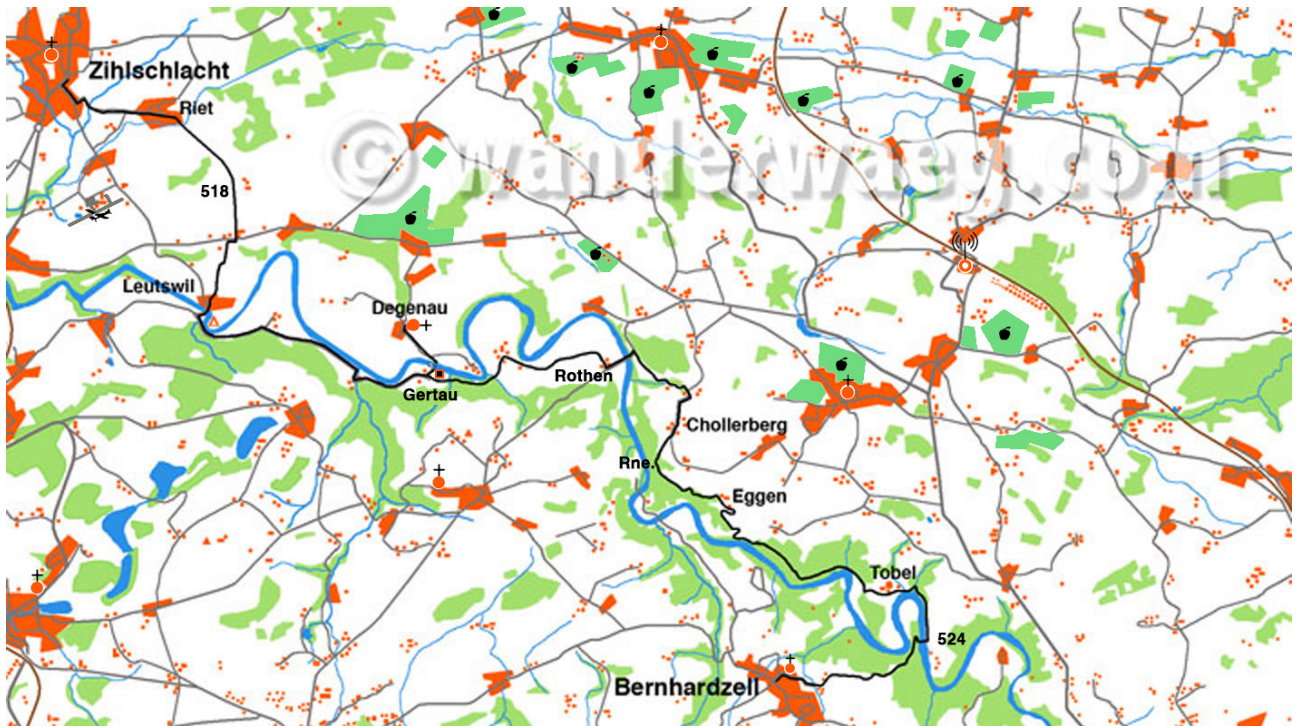 Zihlschlacht
Riet
© wanderwaeg.com
518
Leutswil
Degenau
Gertau
Rothen
Chollerberg
Rne.
Eggen
Tobel
524
Bernhardzell